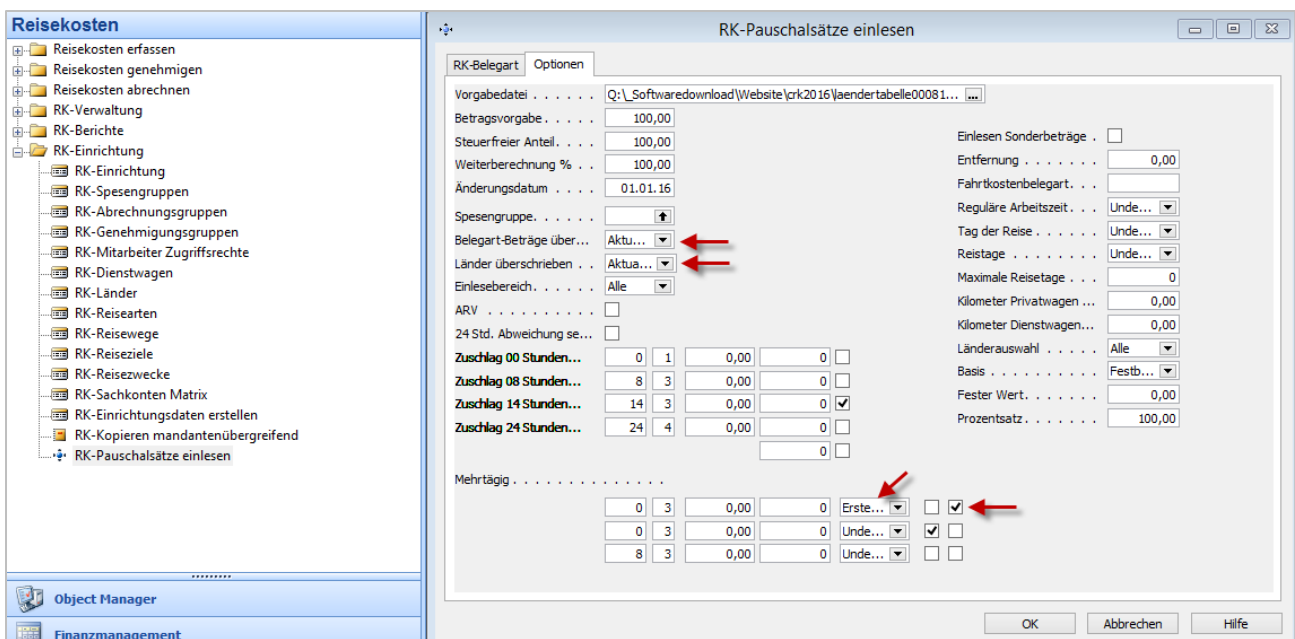 Reisekosten
Reisekosten erfassen
Reisekosten genehmigen
Reisekosten abrechnen
RK-Verwaltung
RK-Berichte
RK-Einrichtung
RK-Einrichtung
RK-Spesengruppen
RK-Abrechnungsgruppen
RK-Genehmigungsgruppen
RK-Mitarbeiter Zugriffsrechte
RK-Dienstwagen
RK-Länder
RK-Reisearten
RK-Reisewege
RK-Reiseziele
RK-Reisezwecke
RK-Sachkonten Matrix
RK-Einrichtungsdaten erstellen
RK-Kopieren mandantenübergreifend
RK-Pauschalsätze einlesen
Object Manager
Finanzmanagement
RK-Pauschalsätze einlesen
RK-Belegart Optionen
Vorgabedatei . . . . . . Q:\_Softwaredownload\Website\crk2016\laendertabelle00081... ...
Betragsvorgabe . . . . . 100,00
Steuerfreier Anteil. . . . 100,00
Weiterberechnung % . . 100,00
Änderungsdatum . . . . 01.01.16
Spesengruppe. . . . . .
Belegart-Beträge über... Aktu...
Länder überschrieben . . Aktua...
Einlesebereich. . . . . . Alle
ARV . . . . . . . . . .
24 Std. Abweichung se...
Zuschlag 00 Stunden... 0 1 0,00 0
Zuschlag 08 Stunden... 8 3 0,00 0
Zuschlag 14 Stunden... 14 3 0,00 0
Zuschlag 24 Stunden... 24 4 0,00 0
0
Mehrtägig . . . . . . . . . . . . . . .
0 3 0,00 0 Erste...
0 3 0,00 0 Unde...
8 3 0,00 0 Unde...
Einlesen Sonderbeträge .
Entfernung . . . . . . . 0,00
Fahrtkostenbelegart. . .
Reguläre Arbeitszeit. . . Unde...
Tag der Reise . . . . . . Unde...
Reistage . . . . . . . . Unde...
Maximale Reisetage . . . 0
Kilometer Privatwagen ... 0,00
Kilometer Dienstwagen... 0,00
Länderauswahl . . . . . Alle
Basis . . . . . . . . . . Festb...
Fester Wert. . . . . . . 0,00
Prozentsatz. . . . . . . 100,00
OK Abbrechen Hilfe